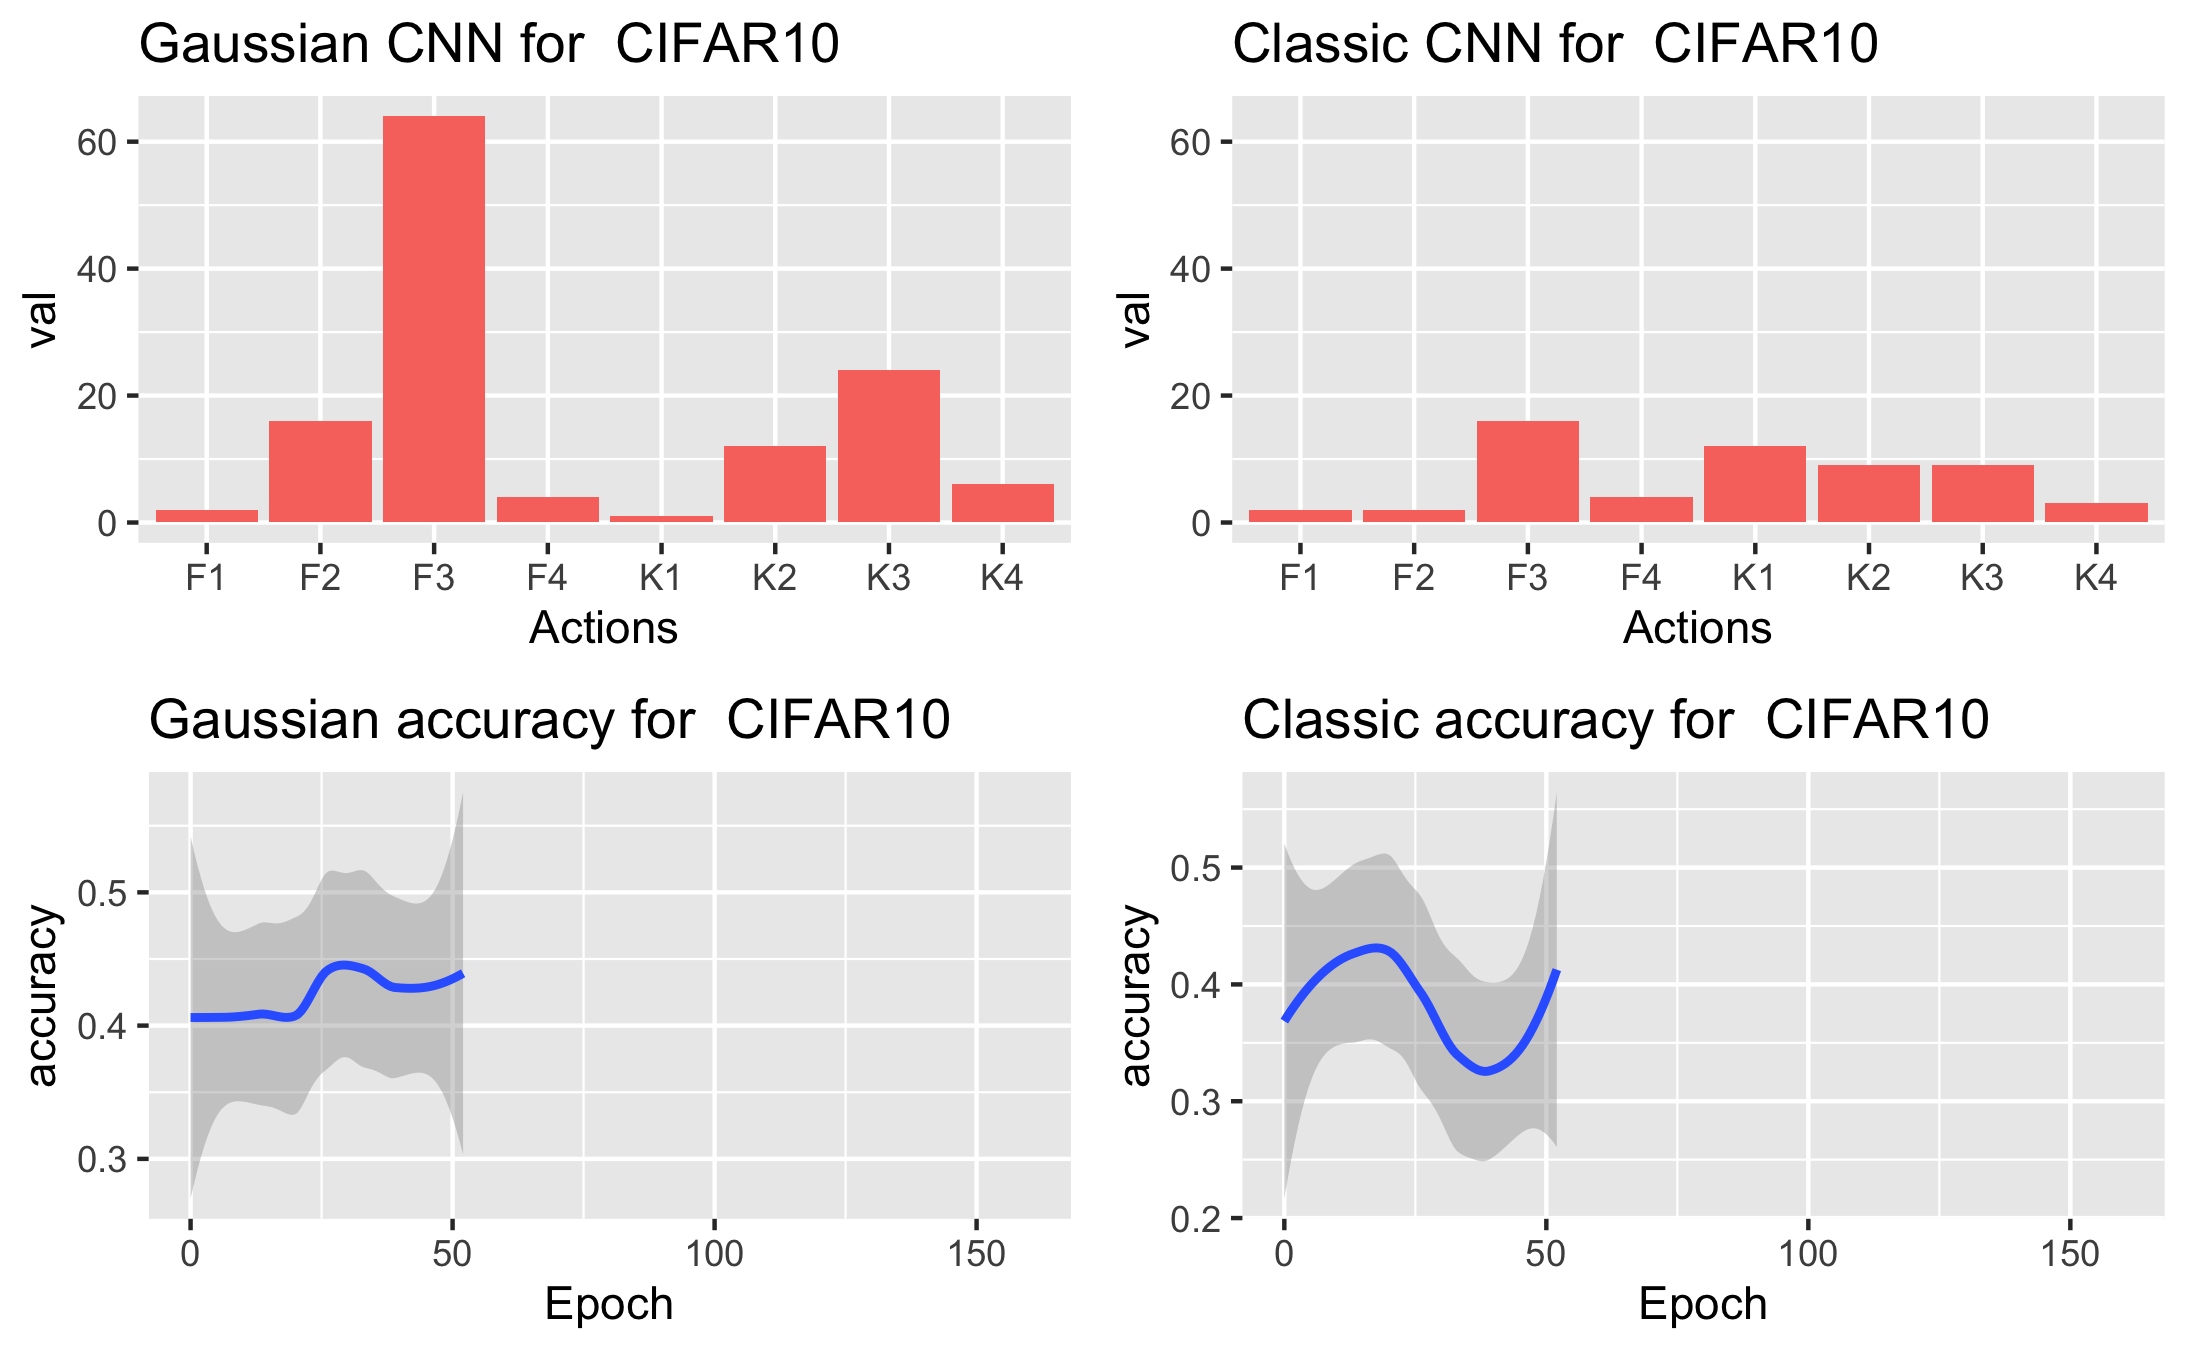 Gaussian CNN for  CIFAR10
60
40
20
0
val
F1 F2 F3 F4 K1 K2 K3 K4
Actions
Classic CNN for  CIFAR10
60
40
20
0
val
F1 F2 F3 F4 K1 K2 K3 K4
Actions
Gaussian accuracy for  CIFAR10
0.5
0.4
0.3
accuracy
0 50 100 150
Epoch
Classic accuracy for  CIFAR10
0.5
0.4
0.3
0.2
accuracy
0 50 100 150
Epoch